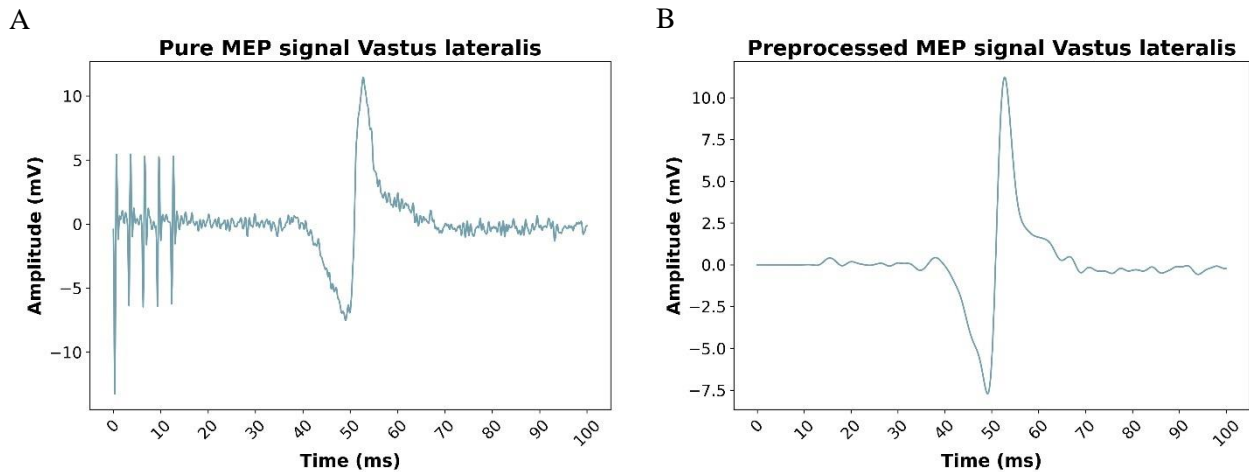 A
Pure MEP signal Vastus lateralis
Amplitude (mV)
10
5
0
−5
−10
0 10 20 30 40 50 60 70 80 90 100
Time (ms)
B
Preprocessed MEP signal Vastus lateralis
Amplitude (mV)
10.0
7.5
5.0
2.5
0.0
−2.5
−5.0
−7.5
0 10 20 30 40 50 60 70 80 90 100
Time (ms)